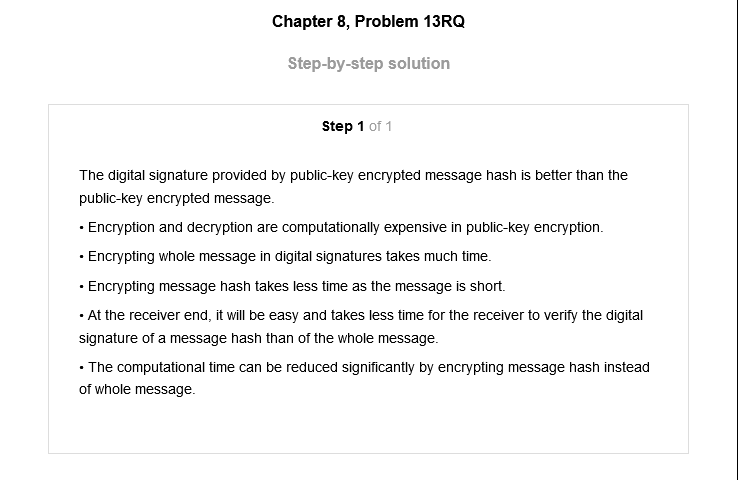 Chapter 8, Problem 13RQ
Step-by-step solution
Step 1 of 1
The digital signature provided by public-key encrypted message hash is better than the
public-key encrypted message.
• Encryption and decryption are computationally expensive in public-key encryption.
• Encrypting whole message in digital signatures takes much time.
• Encrypting message hash takes less time as the message is short.
• At the receiver end, it will be easy and takes less time for the receiver to verify the digital
signature of a message hash than of the whole message.
• The computational time can be reduced significantly by encrypting message hash instead
of whole message.